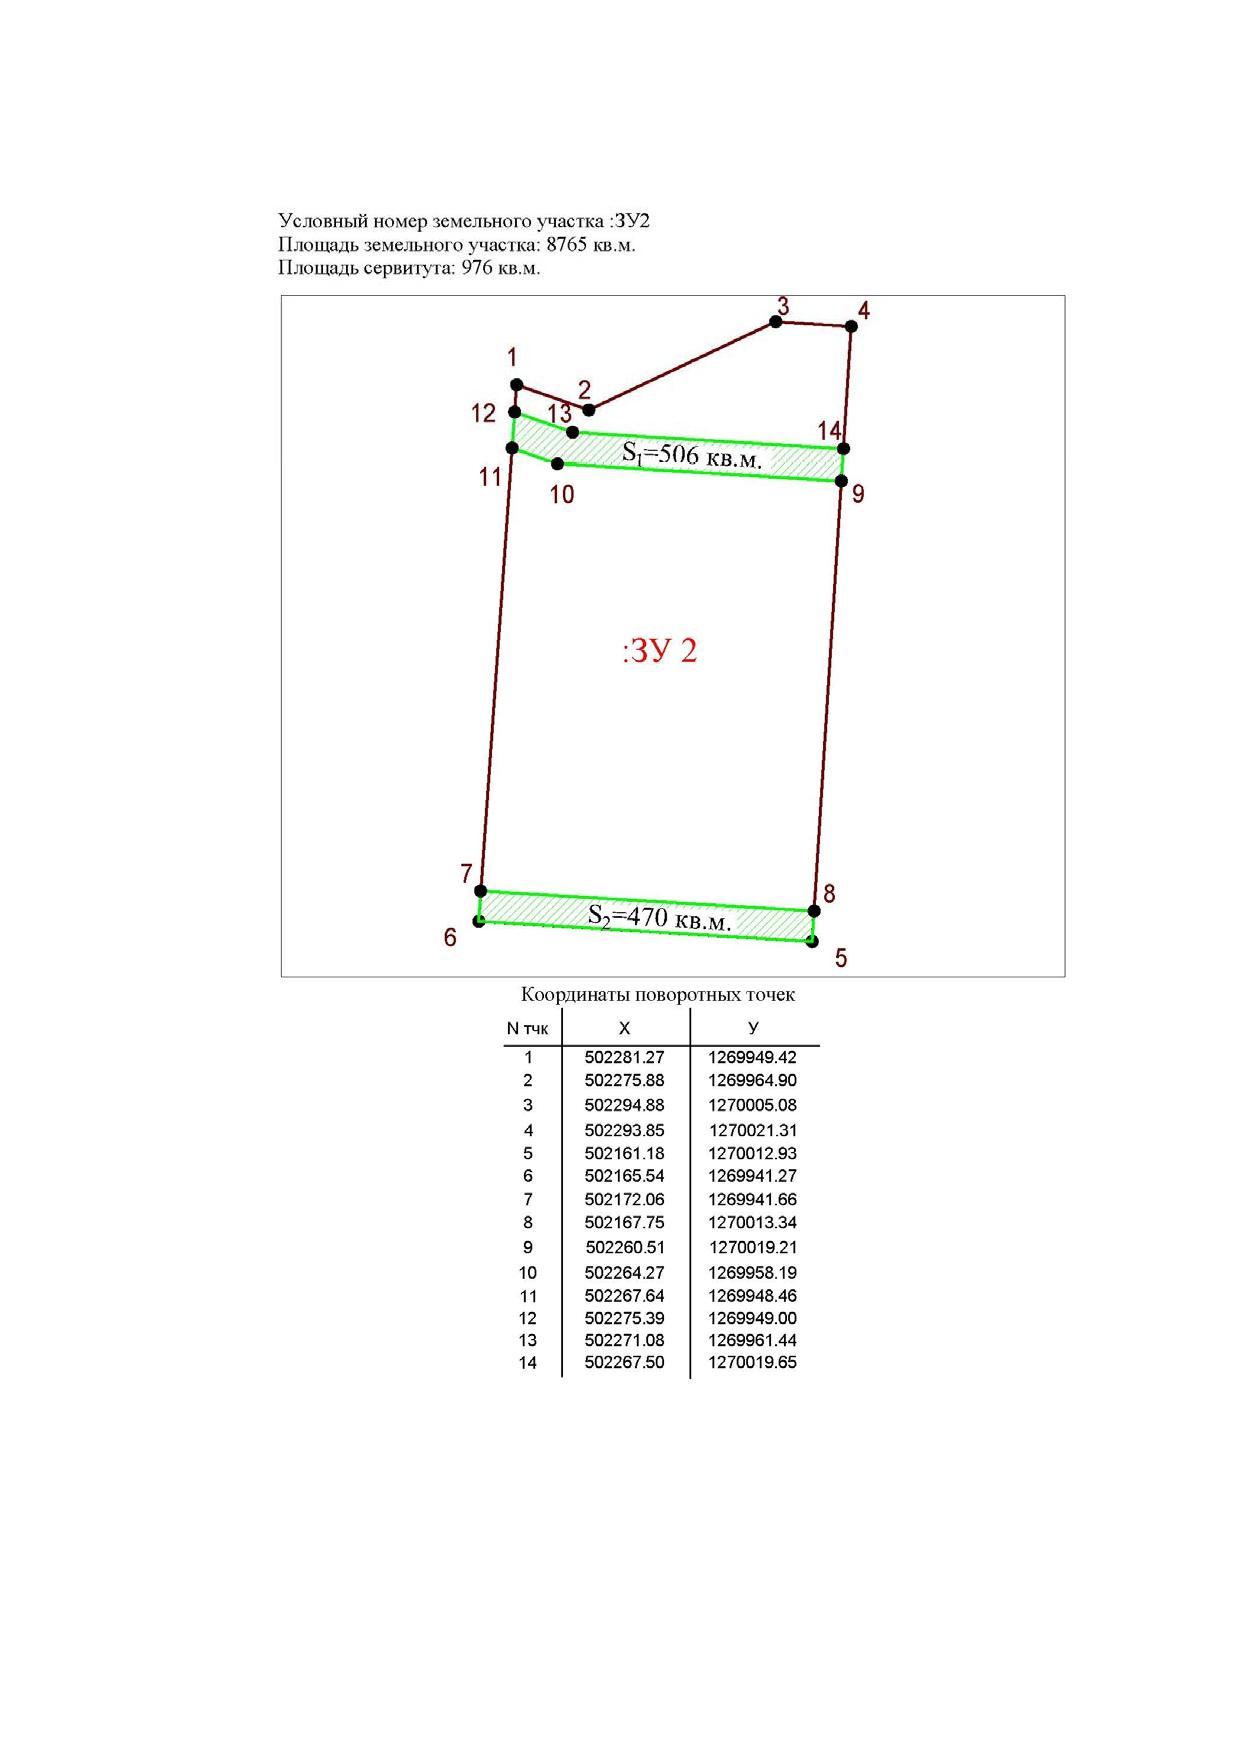 Условный номер земельного участка :ЗУ2
Площадь земельного участка: 8765 кв.м.
Площадь сервитута: 976 кв.м.
3
4
1
2
12
13
14
S1=506 кв.м.
11
10
9
:ЗУ 2
7
8
S2=470 кв.м.
6
5
Координаты поворотных точек
N тчк X У
1 502281.27 1269949.42
2 502275.88 1269964.90
3 502294.88 1270005.08
4 502293.85 1270021.31
5 502161.18 1270012.93
6 502165.54 1269941.27
7 502172.06 1269941.66
8 502167.75 1270013.34
9 502260.51 1270019.21
10 502264.27 1269958.19
11 502267.64 1269948.46
12 502275.39 1269949.00
13 502271.08 1269961.44
14 502267.50 1270019.65